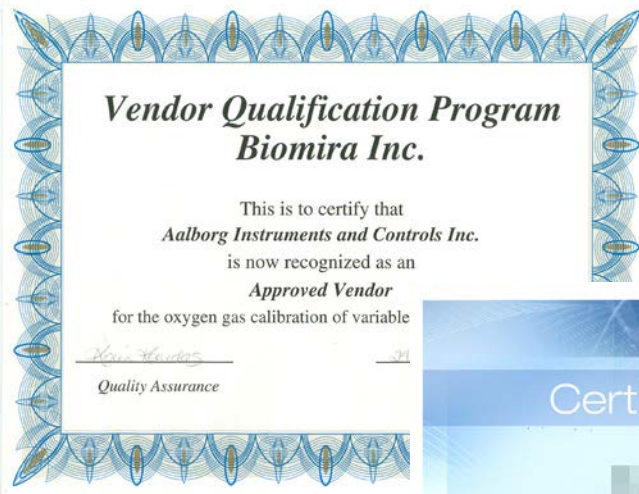 Vendor Qualification Program
Biomira Inc.
This is to certify that
Aalborg Instruments and Controls Inc.
is now recognized as an
Approved Vendor
for the oxygen gas calibration of variable
Quality Assurance
Cert